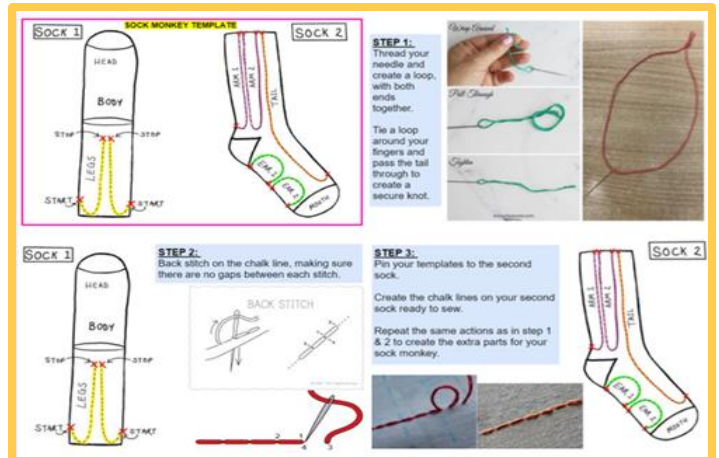 SOCK MONKEY TEMPLATE
SOCK 1
HEAD
BODY
STOP
STOP
LEGS
START
START
SOCK 2
ARM 1
ARM 2
TAIL
EAR 1
EAR 2
MOUTH
STEP 1:
Thread your
needle and
create a loop,
with both
ends
together.
Tie a loop
around your
fingers and
pass the tail
through to
create a
secure knot.
Wrap Around
Pull Through
Tighten
SOCK 1
HEAD
BODY
STOP
STOP
LEGS
START
START
STEP 2:
Back stitch on the chalk line, making sure
there are no gaps between each stitch.
BACK STITCH
2
1
4
3
STEP 3:
Pin your templates to the second
sock.
Create the chalk lines on your second
sock ready to sew.
Repeat the same actions as in step 1
& 2 to create the extra parts for your
sock monkey.
SOCK 2
ARM 1
ARM 2
TAIL
EAR 1
EAR 2
MOUTH